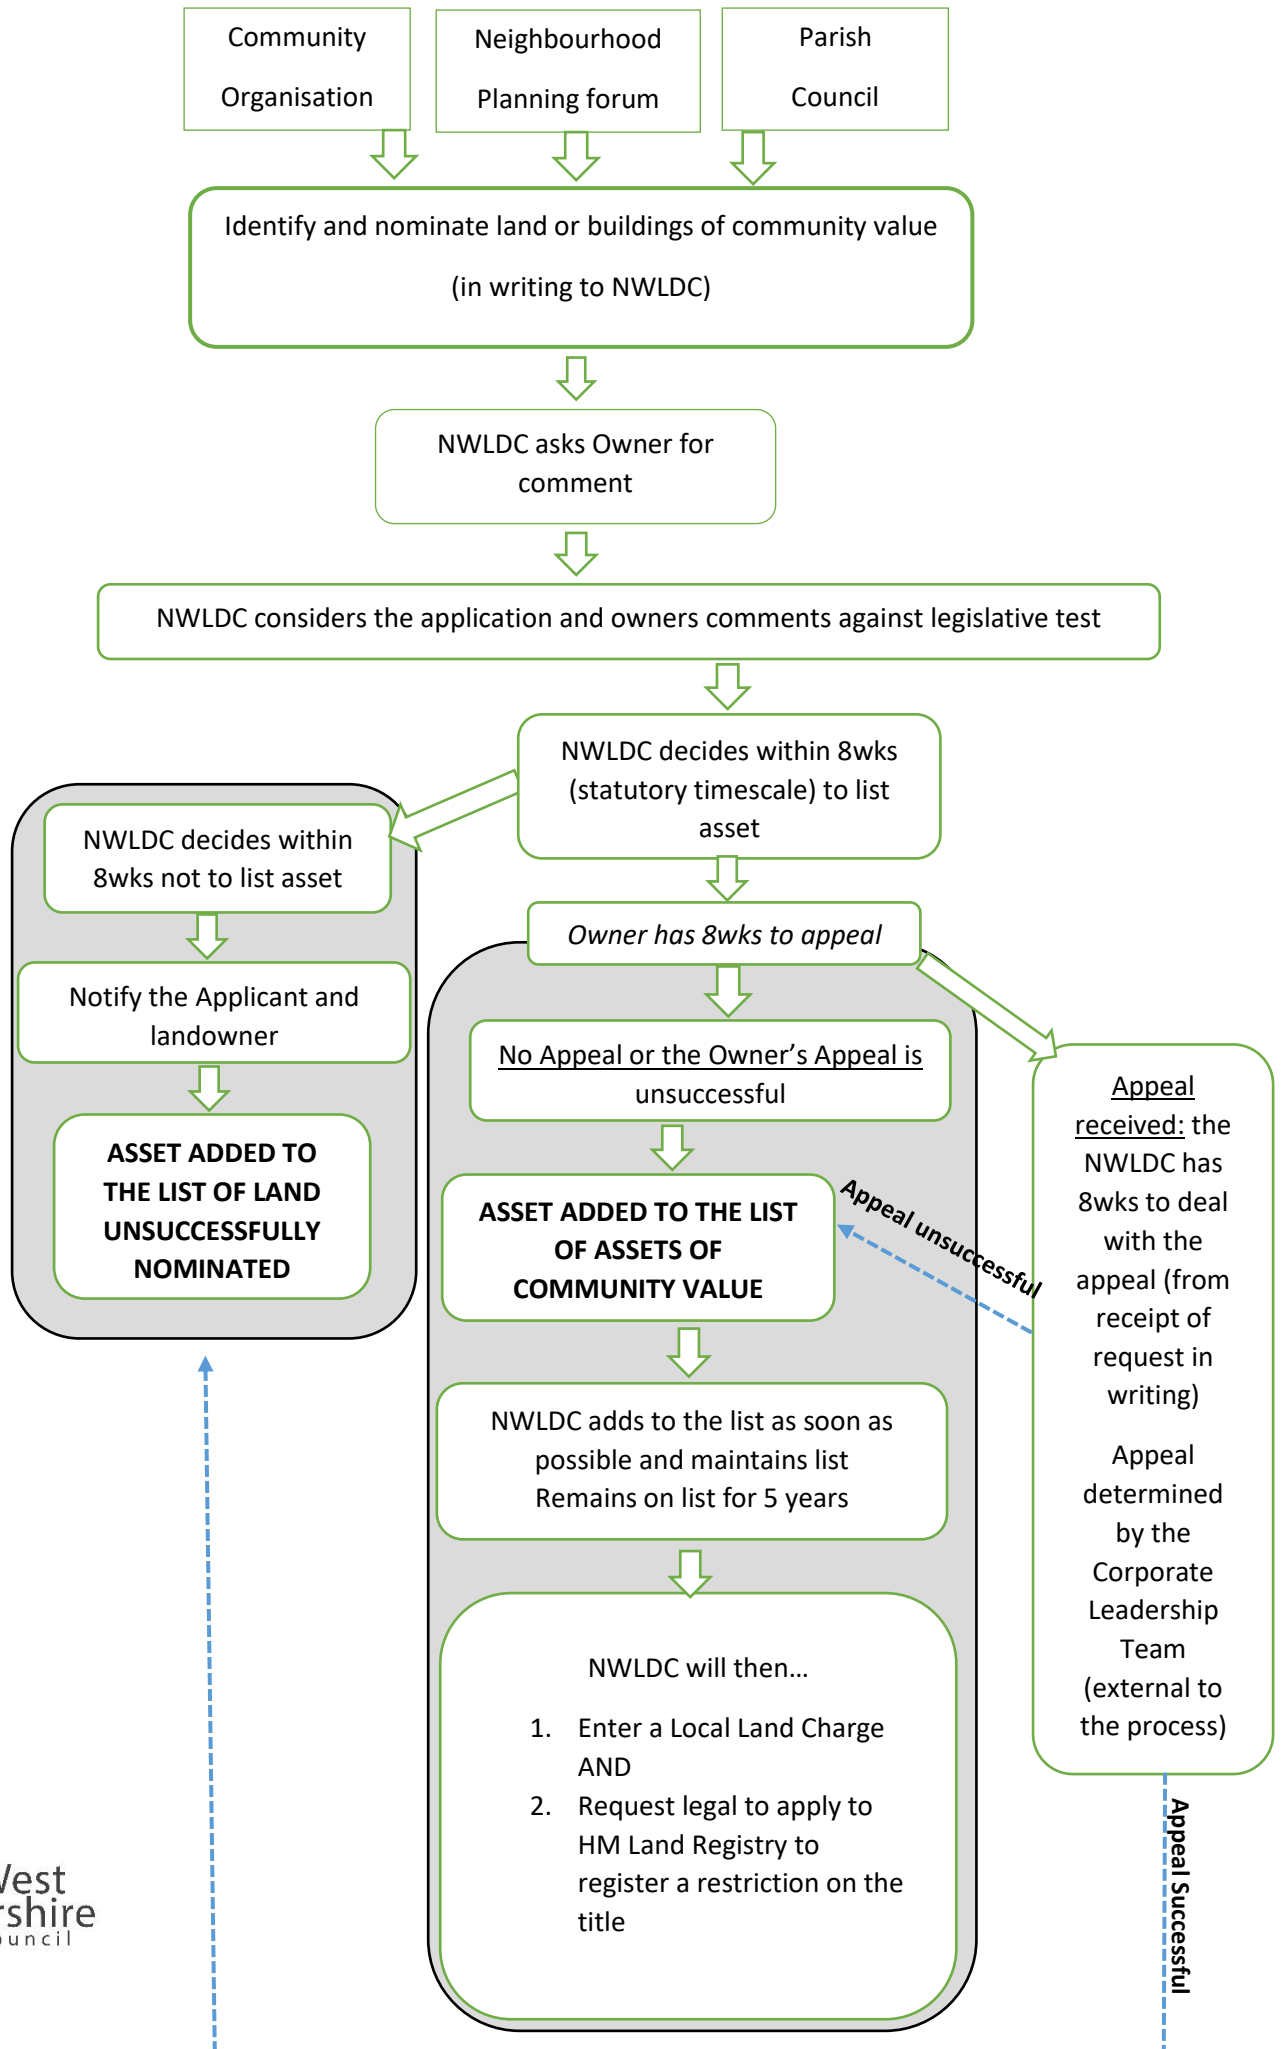 Community
Organisation
Neighbourhood
Planning forum
Parish
Council
Identify and nominate land or buildings of community value
(in writing to NWLDC)
NWLDC asks Owner for
comment
NWLDC considers the application and owners comments against legislative test
NWLDC decides within 8wks
(statutory timescale) to list
asset
NWLDC decides within
8wks not to list asset
Notify the Applicant and
landowner
ASSET ADDED TO
THE LIST OF LAND
UNSUCCESSFULLY
NOMINATED
Owner has 8wks to appeal
No Appeal or the Owner’s Appeal is
unsuccessful
ASSET ADDED TO THE LIST
OF ASSETS OF
COMMUNITY VALUE
Appeal unsuccessful
NWLDC adds to the list as soon as
possible and maintains list
Remains on list for 5 years
NWLDC will then…
1. Enter a Local Land Charge
AND
2. Request legal to apply to
HM Land Registry to
register a restriction on the
title
Appeal
received: the
NWLDC has
8wks to deal
with the
appeal (from
receipt of
request in
writing)
Appeal
determined
by the
Corporate
Leadership
Team
(external to
the process)
Appeal Successful